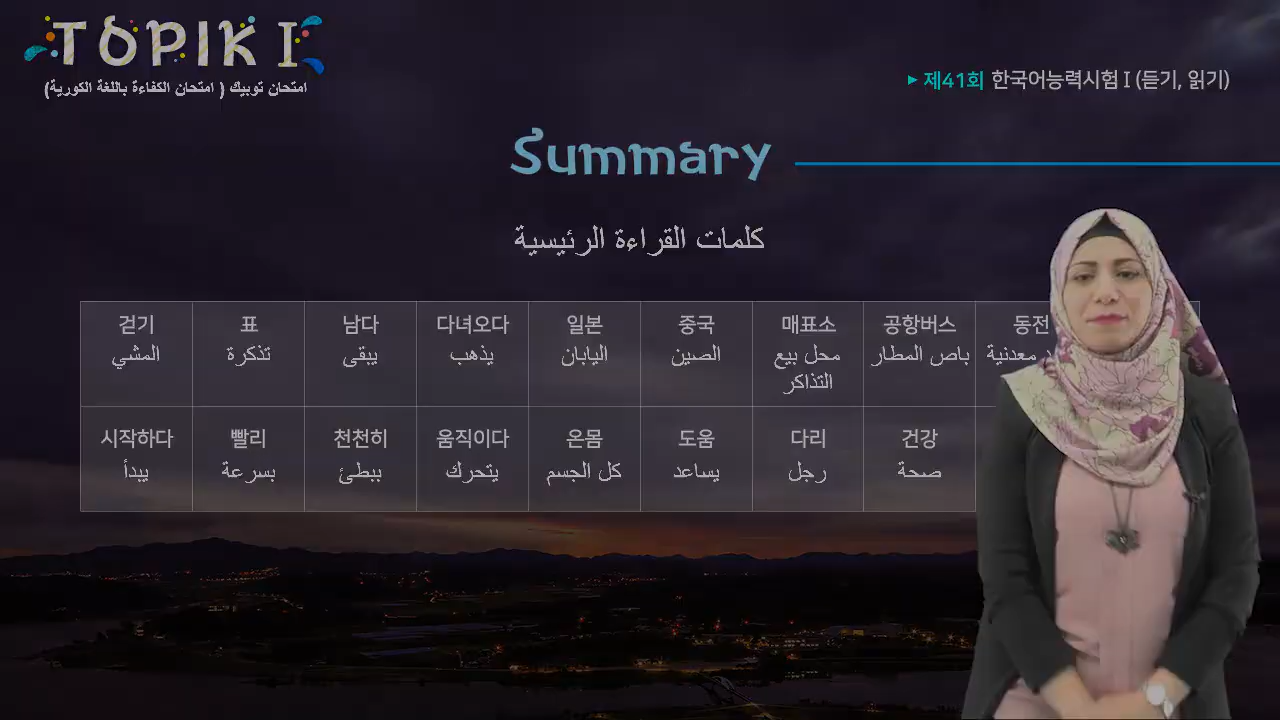 TOPIK I
امتحان توبيك ( امتحان الكفاءة باللغة الكورية)
▶ 제41회 한국어능력시험 I (듣기, 읽기)
Summary
كلمات القراءة الرئيسية
걷기 표 남다 다녀오다 일본 중국 매표소 공항버스 동전
المشي تذكرة يبقى يذهب اليابان الصين محل بيع باص المطار معدنية
التذاكر
시작하다 빨리 천천히 움직이다 온몸 도움 다리 건강
يبدأ بسرعة ببطئ يتحرك كل الجسم يساعد رجل صحة